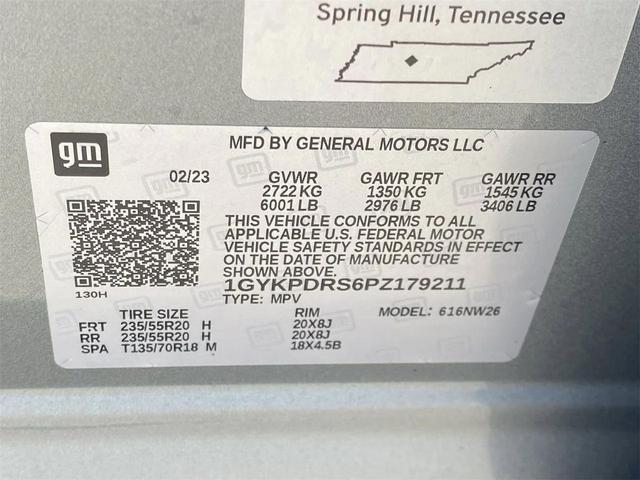 Spring Hill, Tennessee
gm
MFD BY GENERAL MOTORS LLC
02/23 GVWR GAWR FRT GAWR RR
2722 KG 1350 KG 1545 KG
6001 LB 2976 LB 3406 LB
THIS VEHICLE CONFORMS TO ALL
APPLICABLE U.S. FEDERAL MOTOR
VEHICLE SAFETY STANDARDS IN EFFECT
ON THE DATE OF MANUFACTURE
SHOWN ABOVE.
130H
1GYKPDRS6PZ179211
TYPE: MPV
TIRE SIZE RIM MODEL: 616NW26
FRT 235/55R20 H 20X8J
RR 235/55R20 H 20X8J
SPA T135/70R18 M 18X4.5B